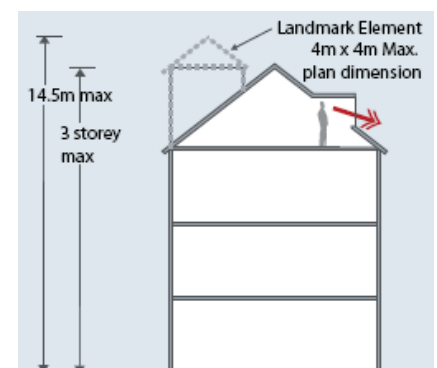 Landmark Element
4m x 4m Max.
plan dimension
14.5m max
3 storey
max